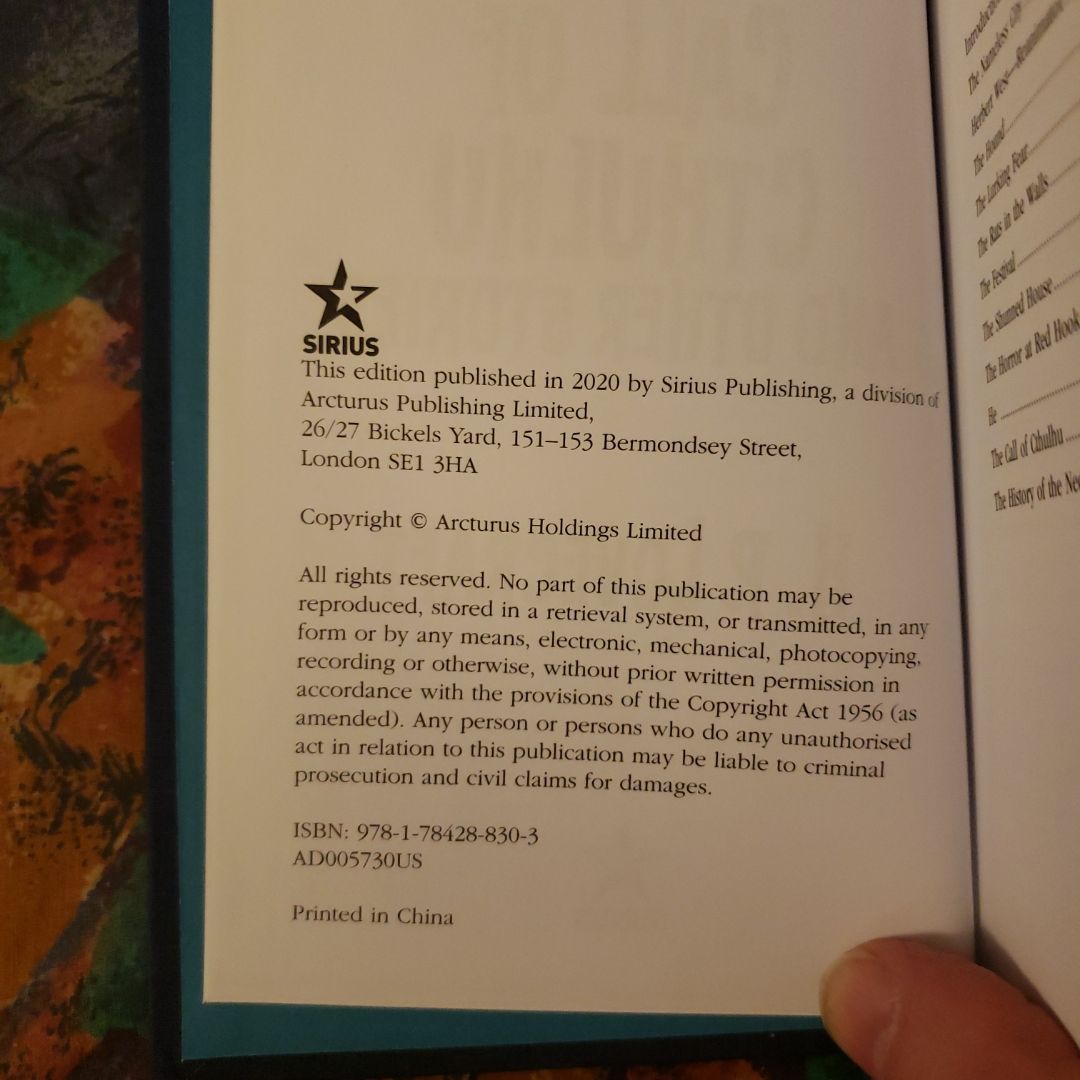 SIRIUS
This edition published in 2020 by Sirius Publishing, a division of
Arcturus Publishing Limited,
26/27 Bickels Yard, 151–153 Bermondsey Street,
London SE1 3HA
Copyright © Arcturus Holdings Limited
All rights reserved. No part of this publication may be
reproduced, stored in a retrieval system, or transmitted, in any
form or by any means, electronic, mechanical, photocopying,
recording or otherwise, without prior written permission in
accordance with the provisions of the Copyright Act 1956 (as
amended). Any person or persons who do any unauthorised
act in relation to this publication may be liable to criminal
prosecution and civil claims for damages.
ISBN: 978-1-78428-830-3
AD005730US
Printed in China
The Nameless City
Herbert West—Reanimator
The Hound
The Lurking Fear
The Rats in the Walls
The Festival
The Shunned House
The Horror at Red Hook
He
The Call of Cthulhu
The History of the